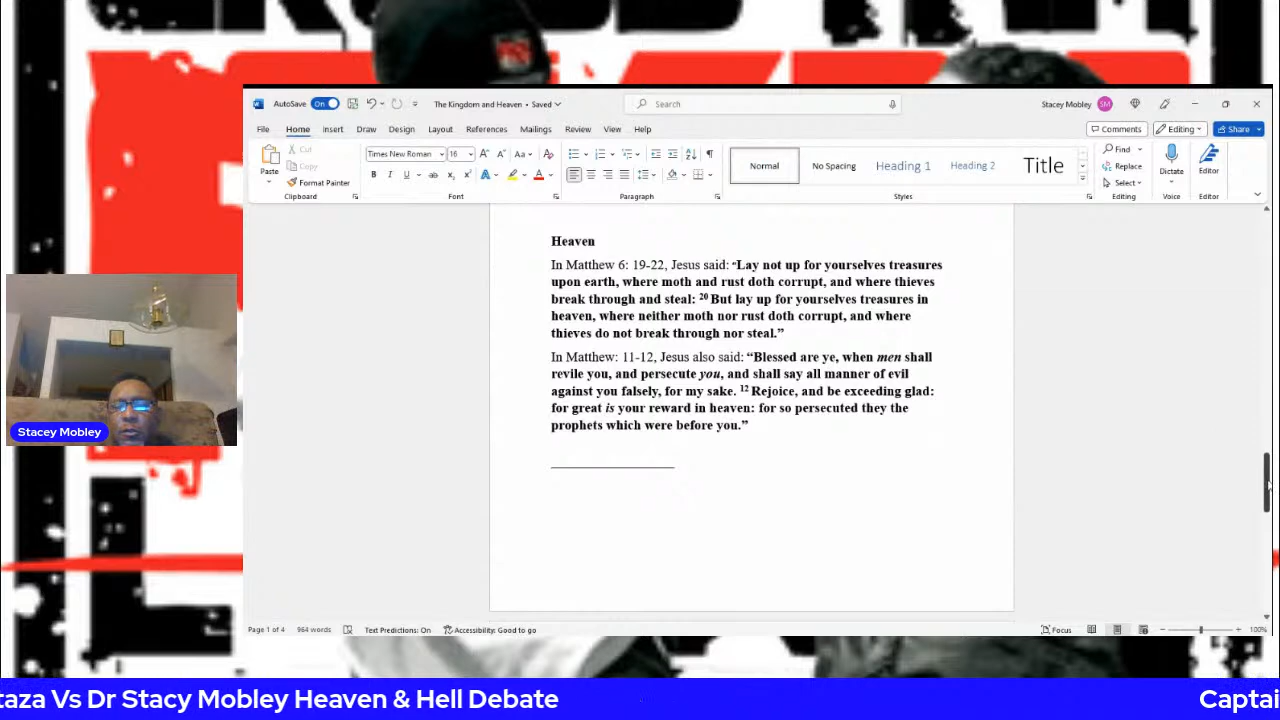 AutoSave On The Kingdom and Heaven • Saved Search Stacey Mobley SM
File Home Insert Draw Design Layout References Mailings Review View Help Comments Editing Share
Paste Cut Copy Format Painter
Times New Roman 16
Normal No Spacing Heading 1 Heading 2 Title
Find Replace Select Dictate Editor
Clipboard Font Paragraph Styles Editing Voice Editor
Heaven
In Matthew 6: 19-22, Jesus said: “Lay not up for yourselves treasures
upon earth, where moth and rust doth corrupt, and where thieves
break through and steal: 20 But lay up for yourselves treasures in
heaven, where neither moth nor rust doth corrupt, and where
thieves do not break through nor steal.”
In Matthew: 11-12, Jesus also said: “Blessed are ye, when men shall
revile you, and persecute you, and shall say all manner of evil
against you falsely, for my sake. 12 Rejoice, and be exceeding glad:
for great is your reward in heaven: for so persecuted they the
prophets which were before you.”
Stacey Mobley
Page 1 of 4 964 words Text Predictions: On Accessibility: Good to go Focus 100%
taza Vs Dr Stacy Mobley Heaven & Hell Debate Captai